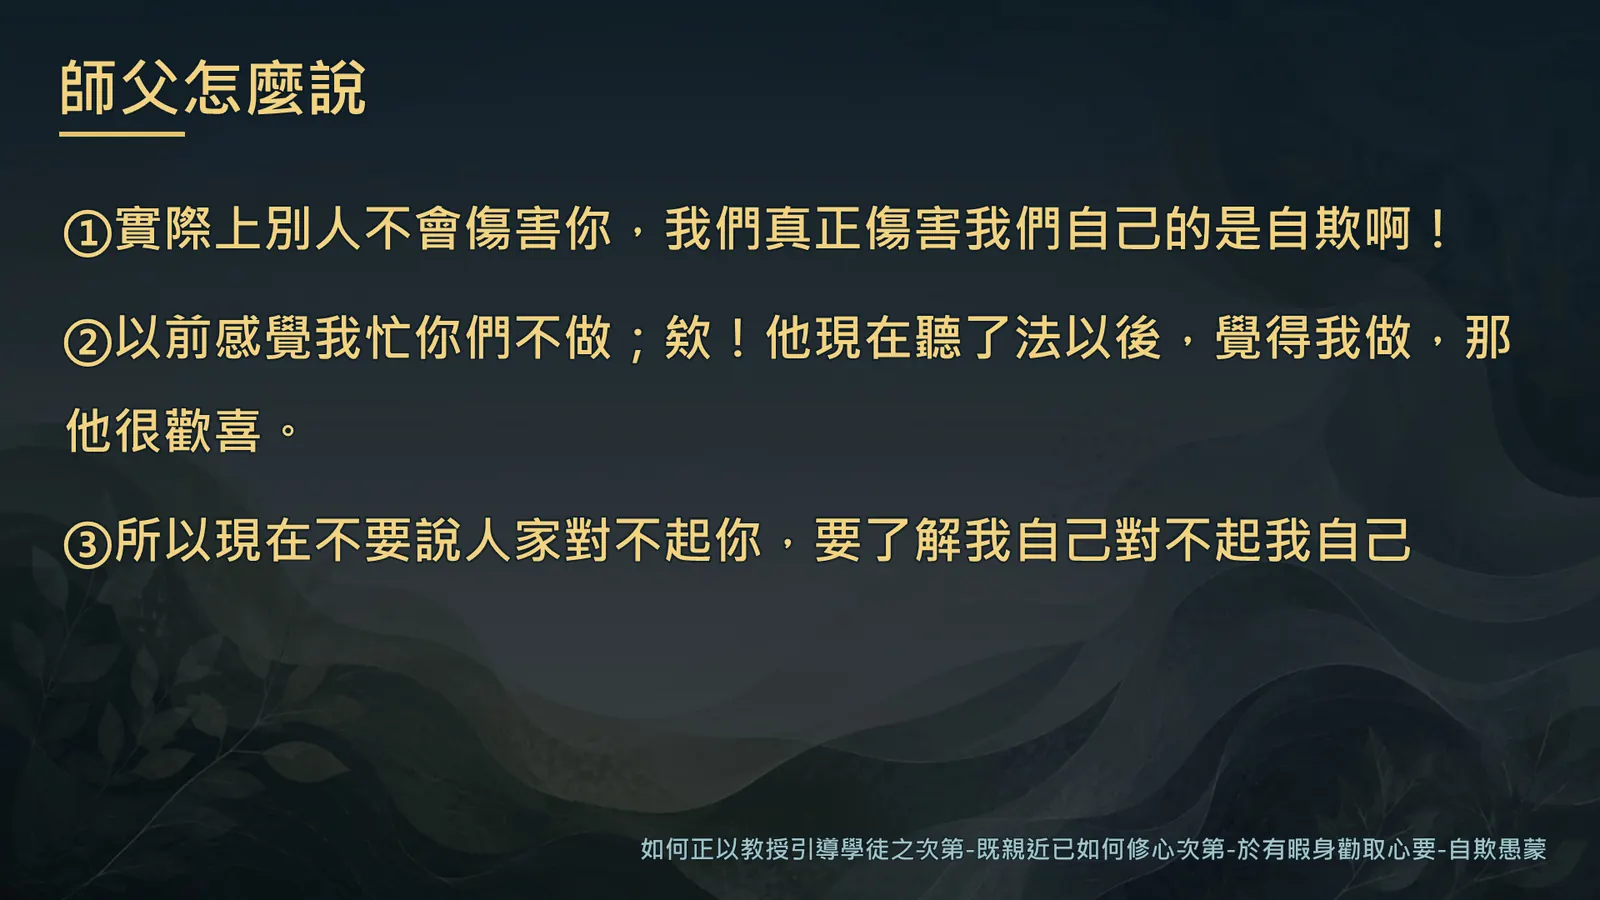 師父怎麼說
①實際上別人不會傷害你，我們真正傷害我們自己的是自欺啊！
②以前感覺我忙你們不做；欸！他現在聽了法以後，覺得我做，那
他很歡喜。
③所以現在不要說人家對不起你，要了解我自己對不起我自己
如何正以教授引導學徒之次第-既親近已如何修心次第-於有暇身勸取心要-自欺愚蒙